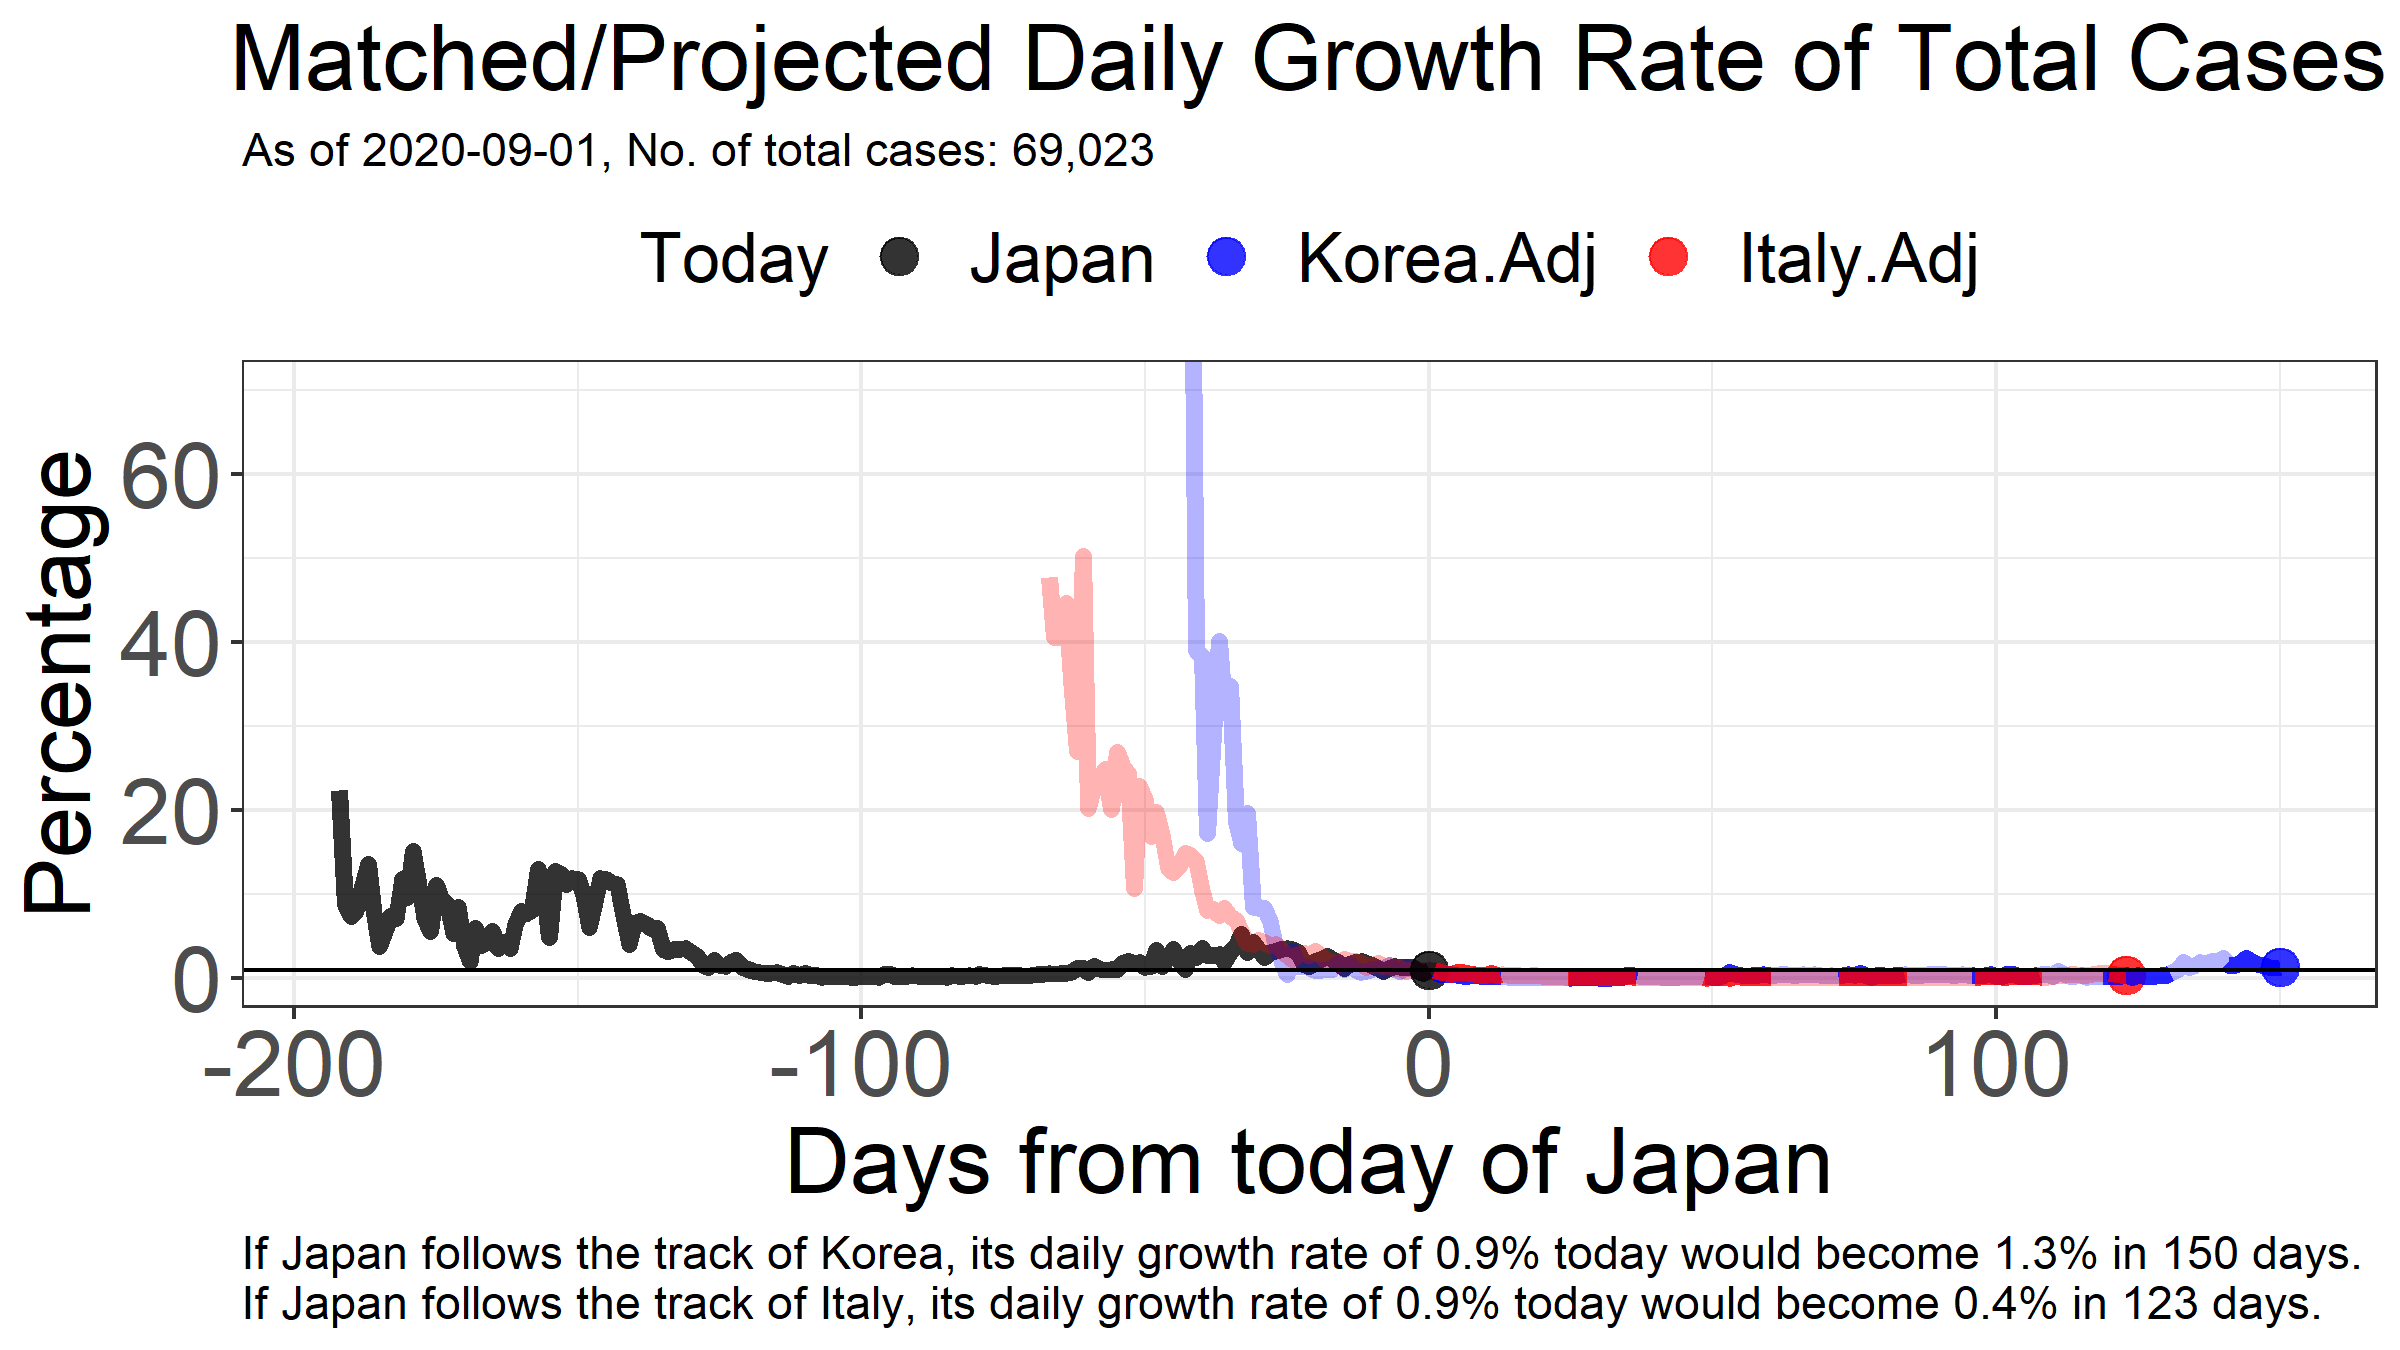 Matched/Projected Daily Growth Rate of Total Cases
As of 2020-09-01, No. of total cases: 69,023
Today Japan Korea.Adj Italy.Adj
Percentage
60
40
20
0
-200 -100 0 100
Days from today of Japan
If Japan follows the track of Korea, its daily growth rate of 0.9% today would become 1.3% in 150 days.
If Japan follows the track of Italy, its daily growth rate of 0.9% today would become 0.4% in 123 days.